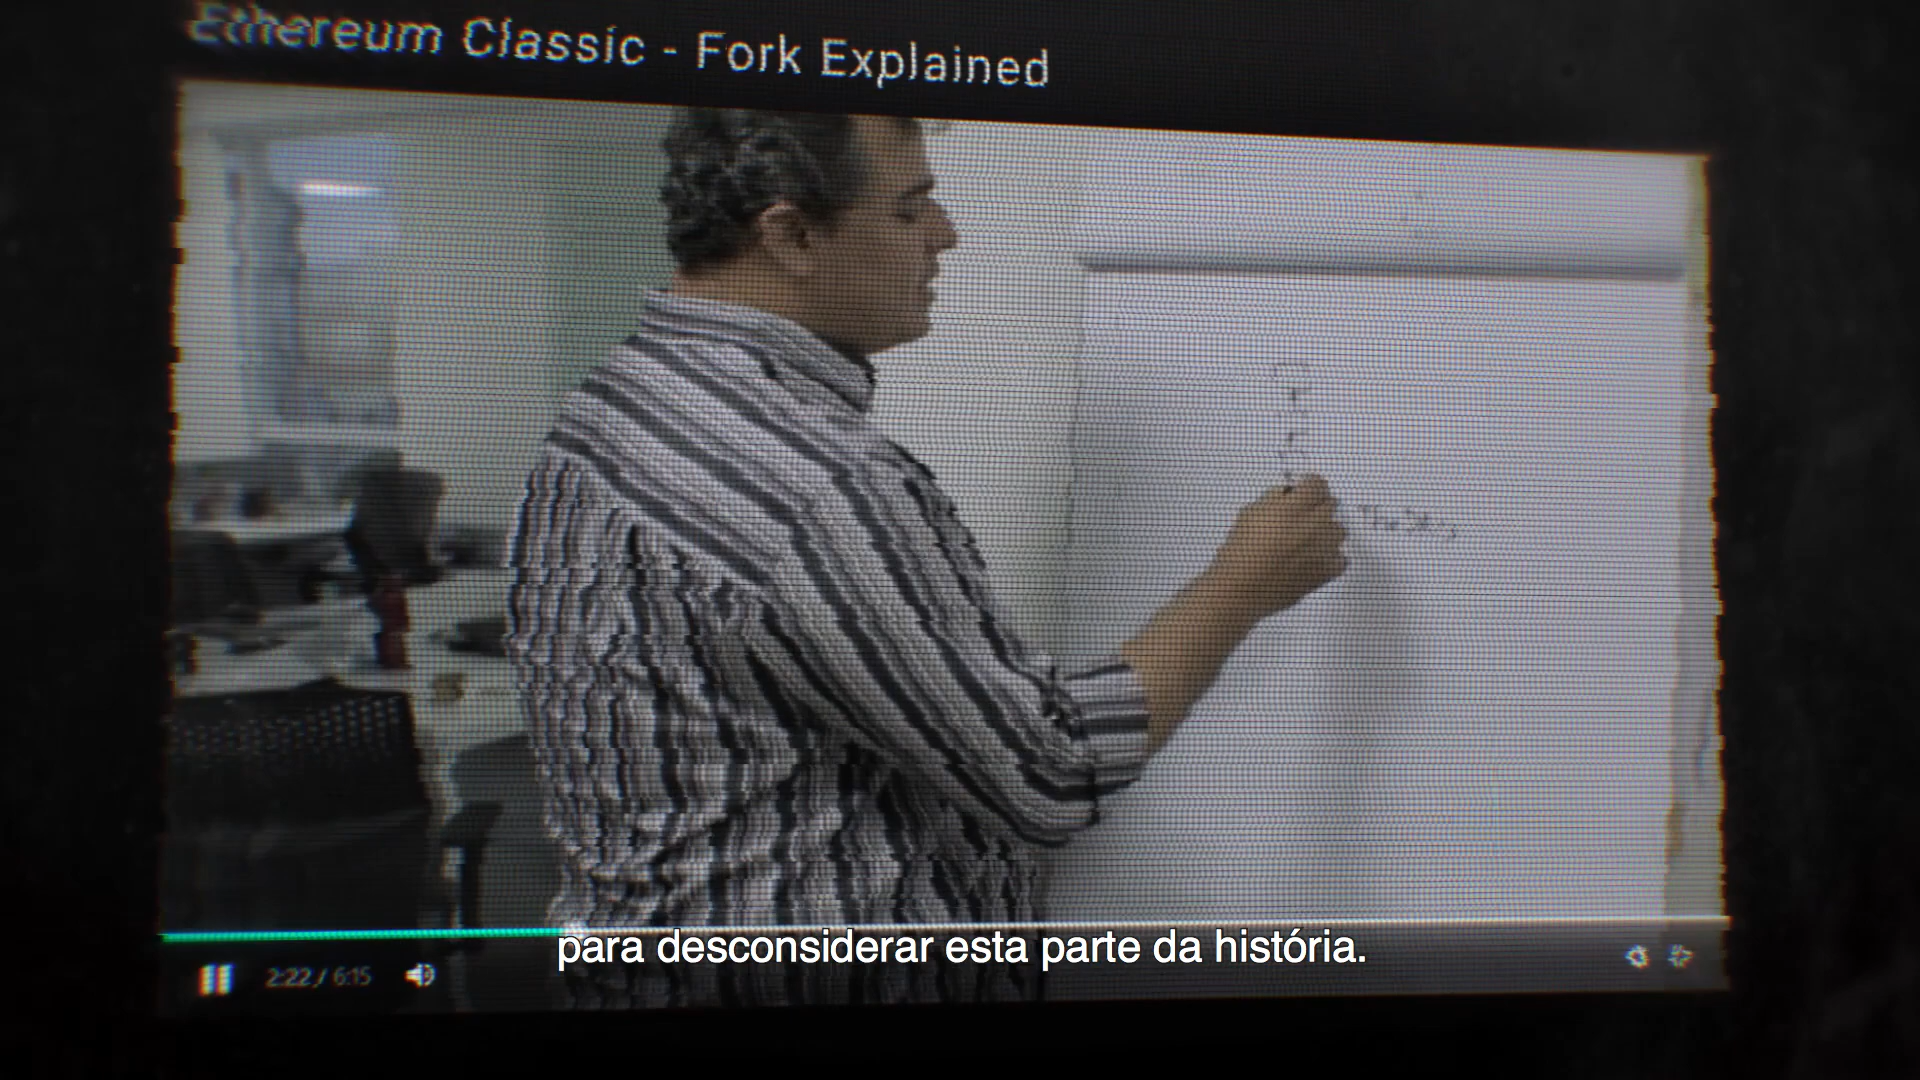 Ethereum Classic - Fork Explained
para desconsiderar esta parte da história.
2:22 / 6:15